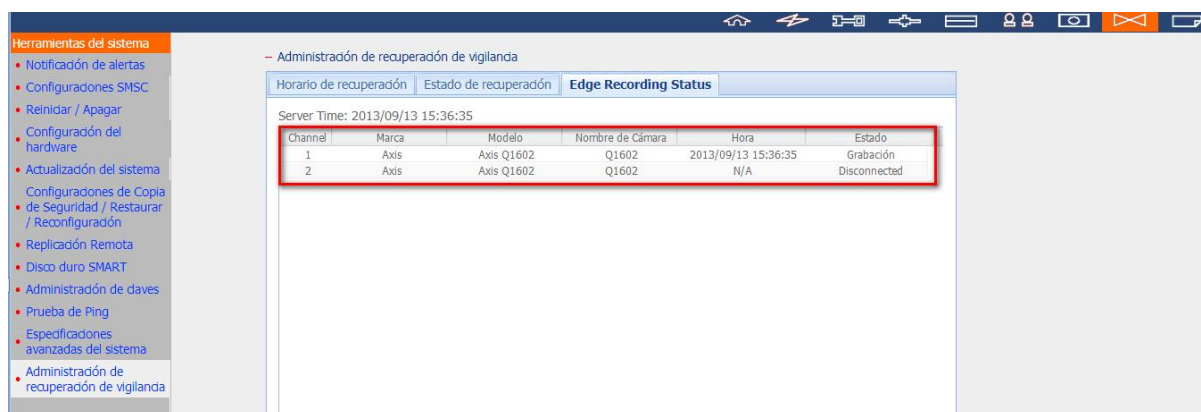 Herramientas del sistema
Notificación de alertas
Configuraciones SMSC
Reiniciar / Apagar
Configuración del
hardware
Actualización del sistema
Configuraciones de Copia
de Seguridad / Restaurar
/ Reconfiguración
Replicación Remota
Disco duro SMART
Administración de claves
Prueba de Ping
Especificaciones
avanzadas del sistema
Administración de
recuperación de vigilancia
Administración de recuperación de vigilancia
Horario de recuperación Estado de recuperación Edge Recording Status
Server Time: 2013/09/13 15:36:35
Channel Marca Modelo Nombre de Cámara Hora Estado
1 Axis Axis Q1602 Q1602 2013/09/13 15:36:35 Grabación
2 Axis Axis Q1602 Q1602 N/A Disconnected